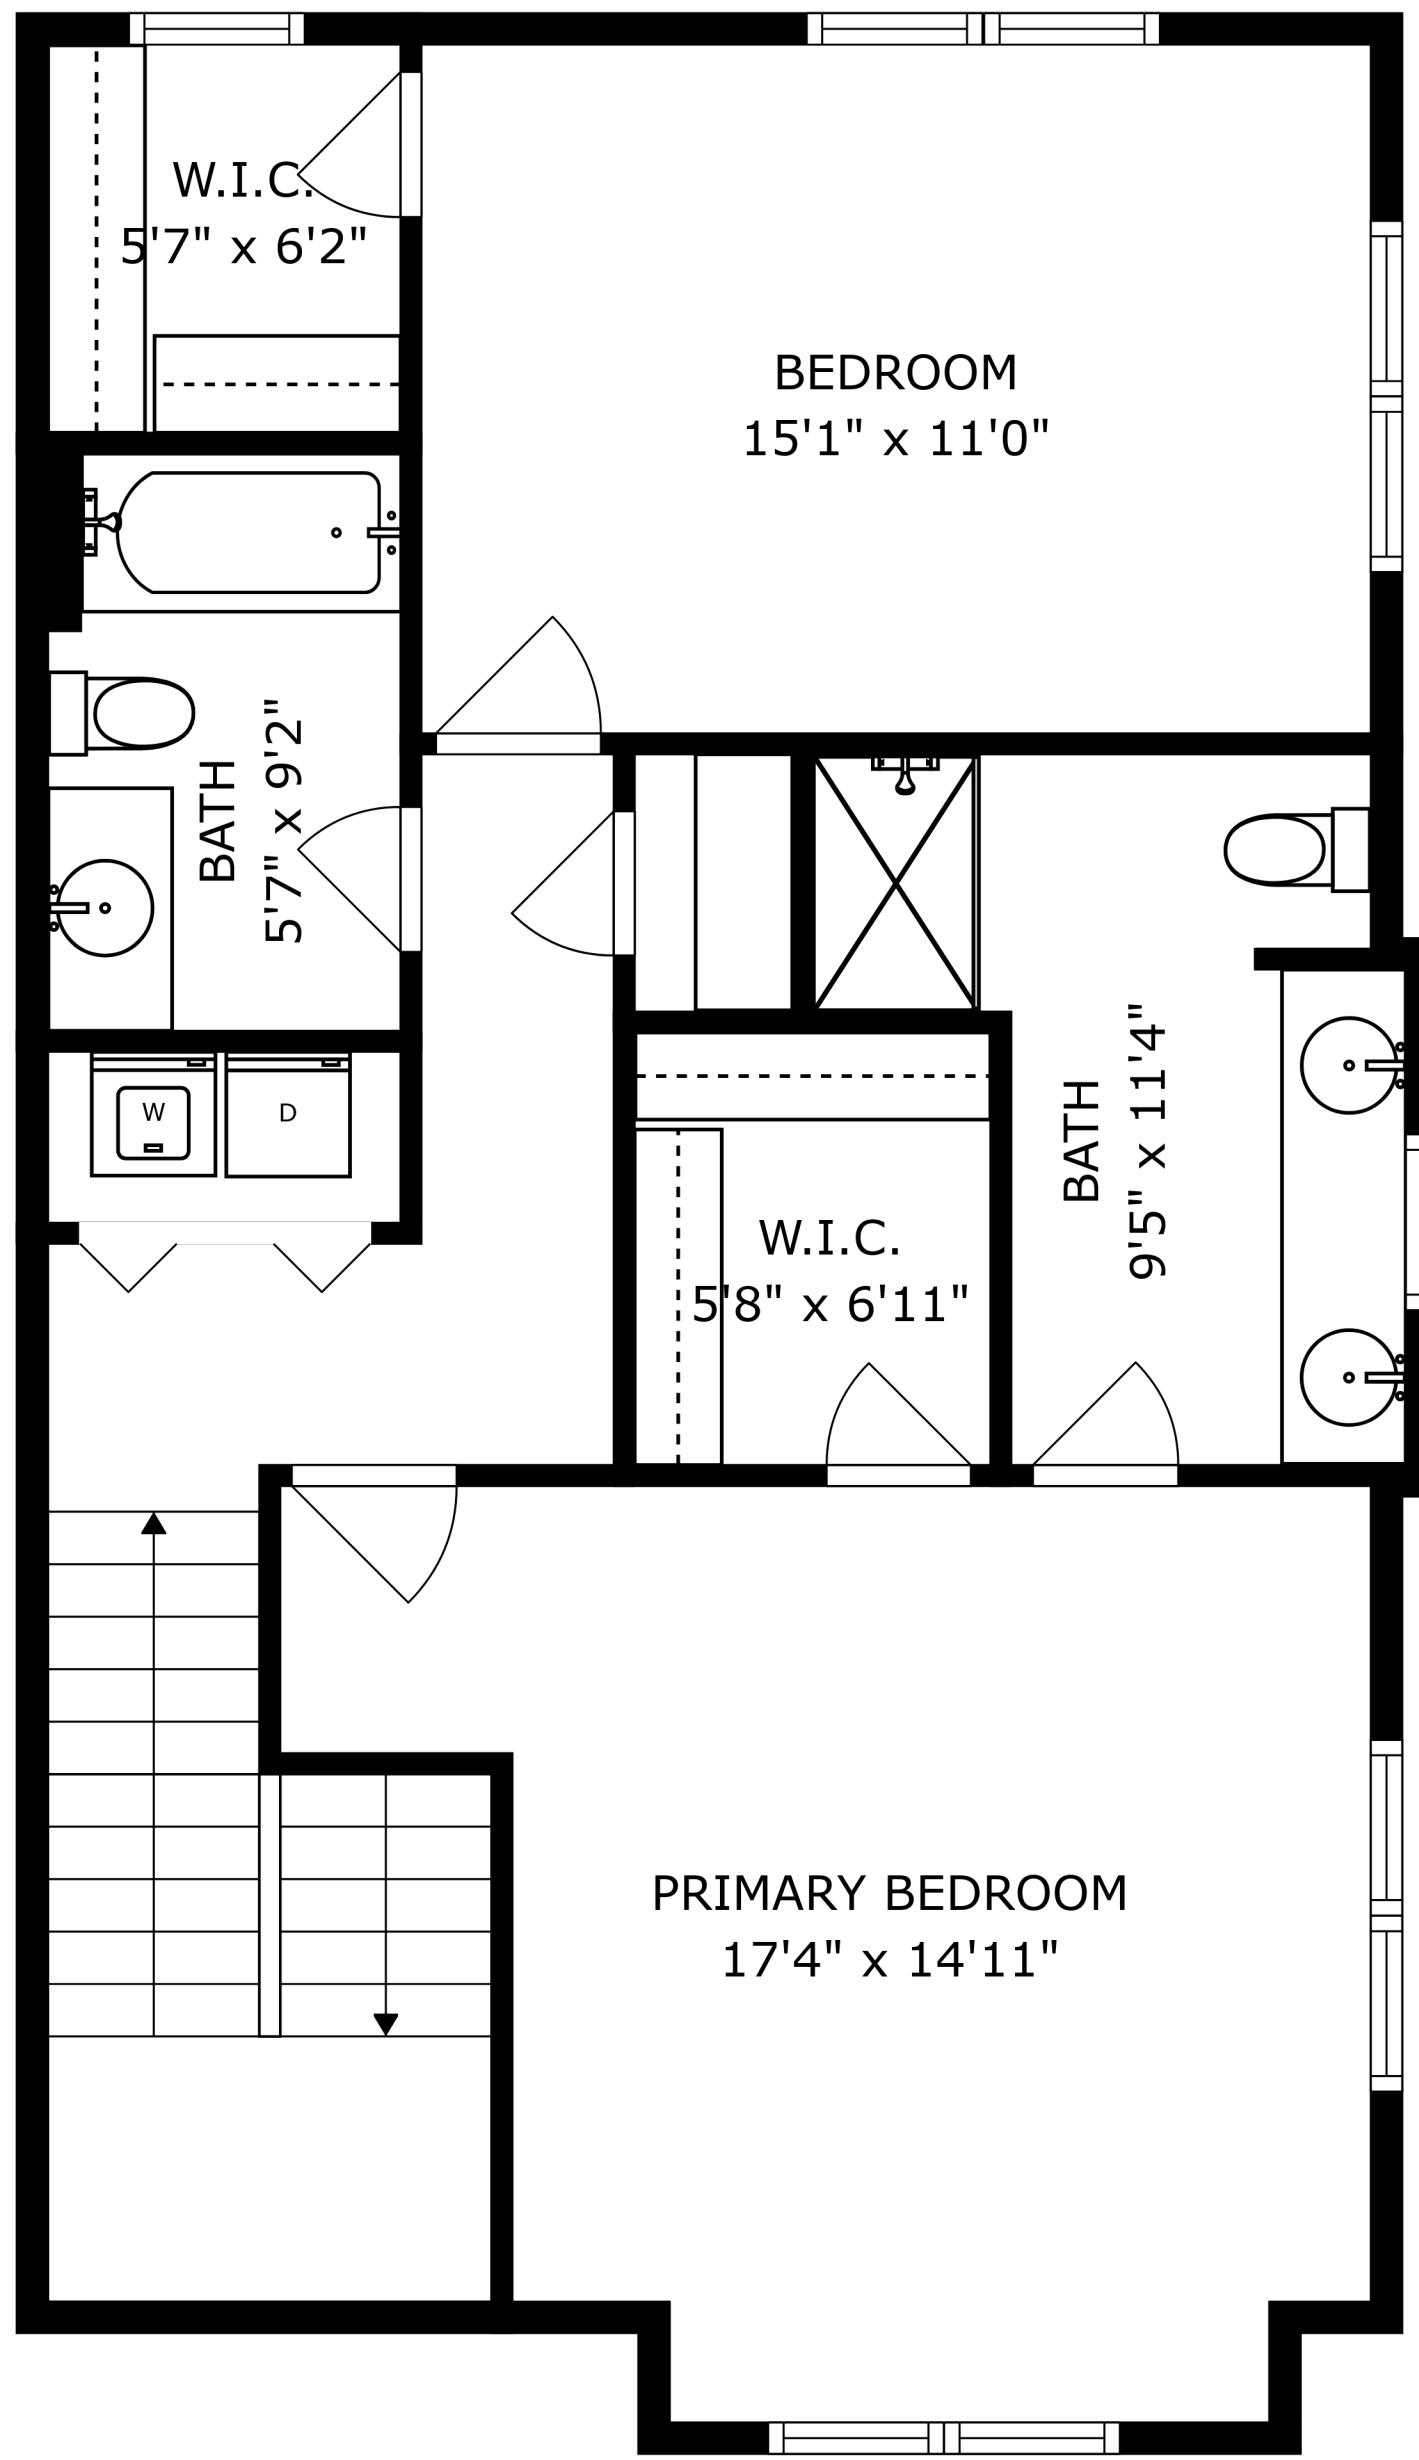 W.I.C.
5'7" x 6'2"
BEDROOM
15'1" x 11'0"
BATH
5'7" x 9'2"
W
D
BATH
9'5" x 11'4"
W.I.C.
5'8" x 6'11"
PRIMARY BEDROOM
17'4" x 14'11"